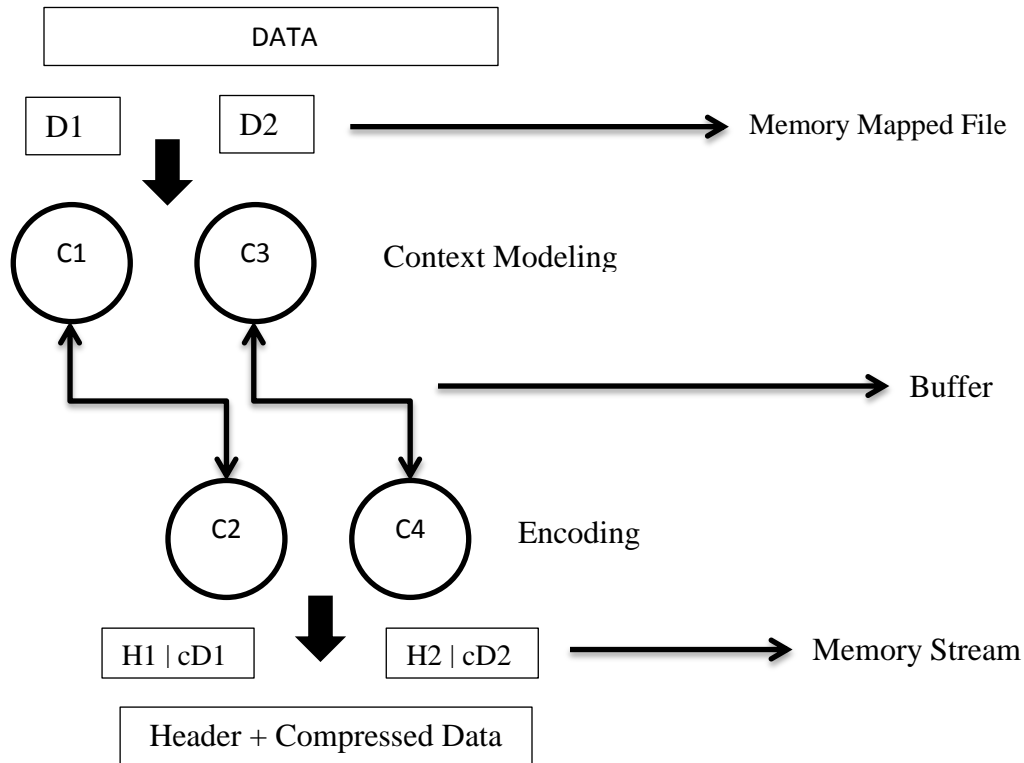 DATA
D1
D2
Memory Mapped File
C1
C3
Context Modeling
Buffer
C2
C4
Encoding
H1 | cD1
H2 | cD2
Memory Stream
Header + Compressed Data